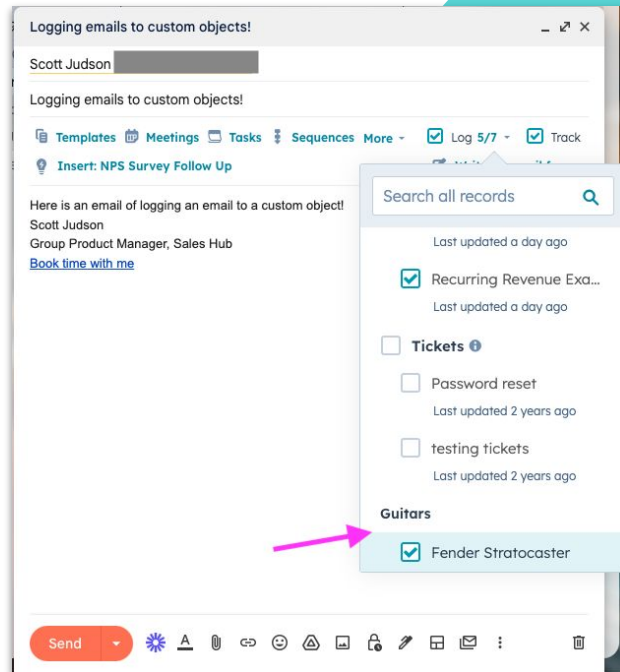 Logging emails to custom objects!
Scott Judson
Logging emails to custom objects!
Templates Meetings Tasks Sequences More Log 5/7 Track
Insert: NPS Survey Follow Up
Here is an email of logging an email to a custom object!
Scott Judson
Group Product Manager, Sales Hub
Book time with me
Search all records
Last updated a day ago
Recurring Revenue Exa...
Last updated a day ago
Tickets
Password reset
Last updated 2 years ago
testing tickets
Last updated 2 years ago
Guitars
Fender Stratocaster
Send